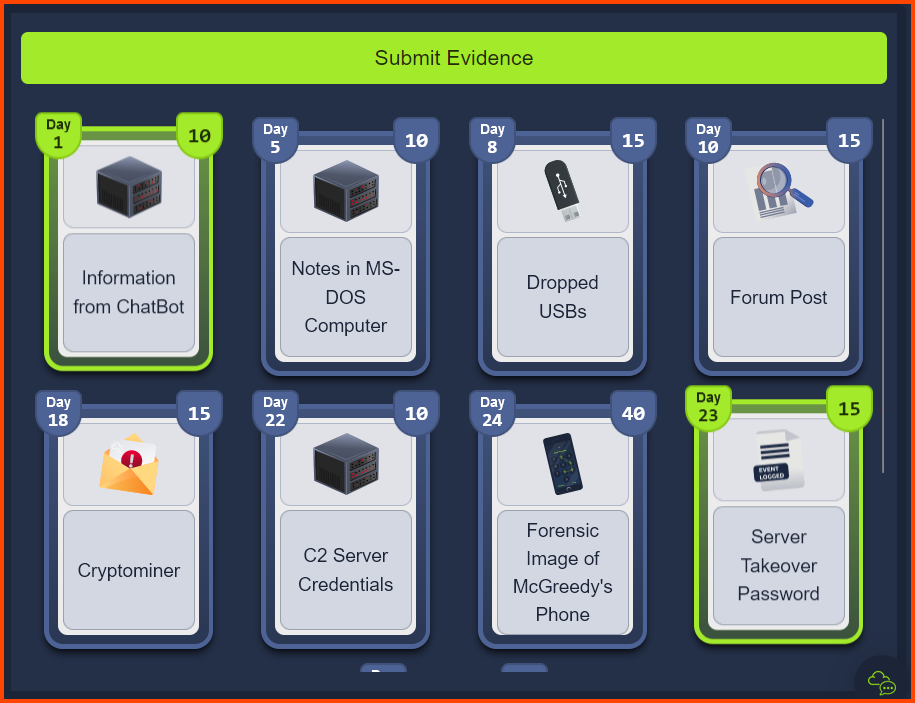 Submit Evidence
Day
1
10
Information
from ChatBot
Day
5
10
Notes in MS-
DOS
Computer
Day
8
15
Dropped
USBs
Day
10
15
Forum Post
Day
18
15
!
Cryptominer
Day
22
10
C2 Server
Credentials
Day
24
40
Forensic
Image of
McGreedy's
Phone
Day
23
15
EVENT
LOGGED
Server
Takeover
Password